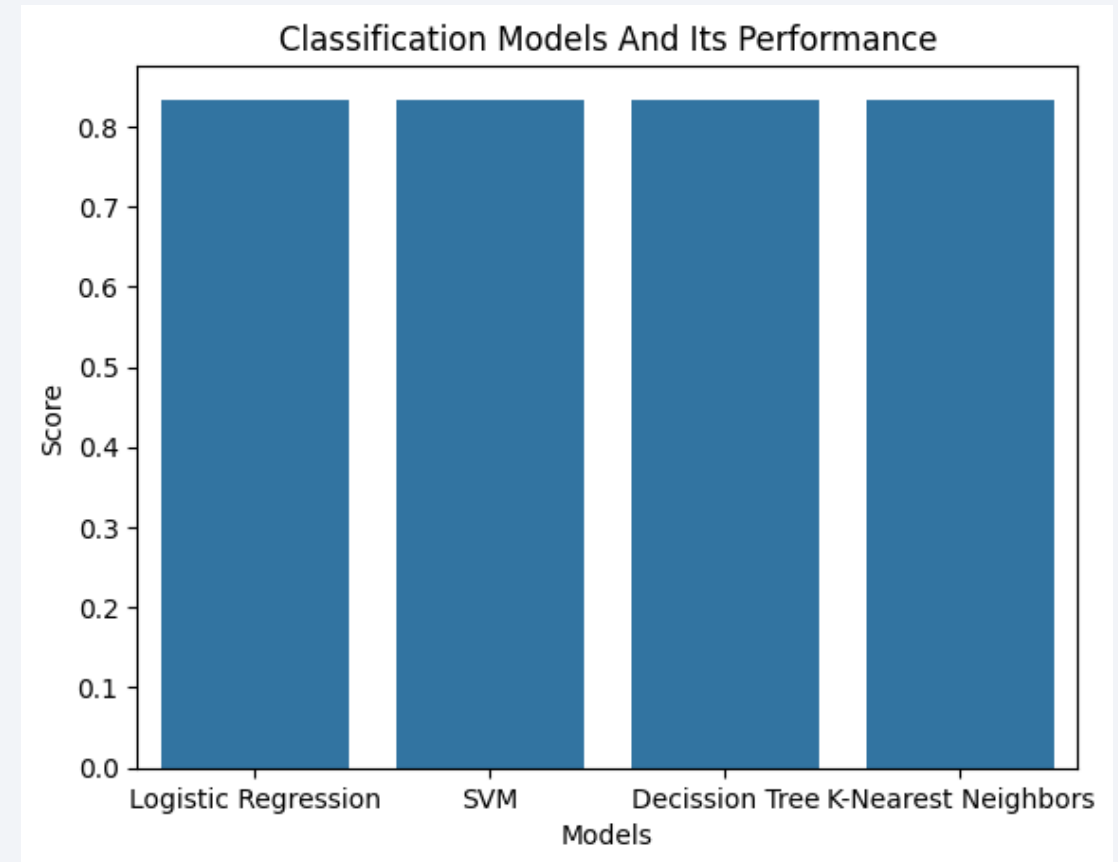 Classification Models And Its Performance
Score
0.8
0.7
0.6
0.5
0.4
0.3
0.2
0.1
0.0
Logistic Regression SVM Decission Tree K-Nearest Neighbors
Models